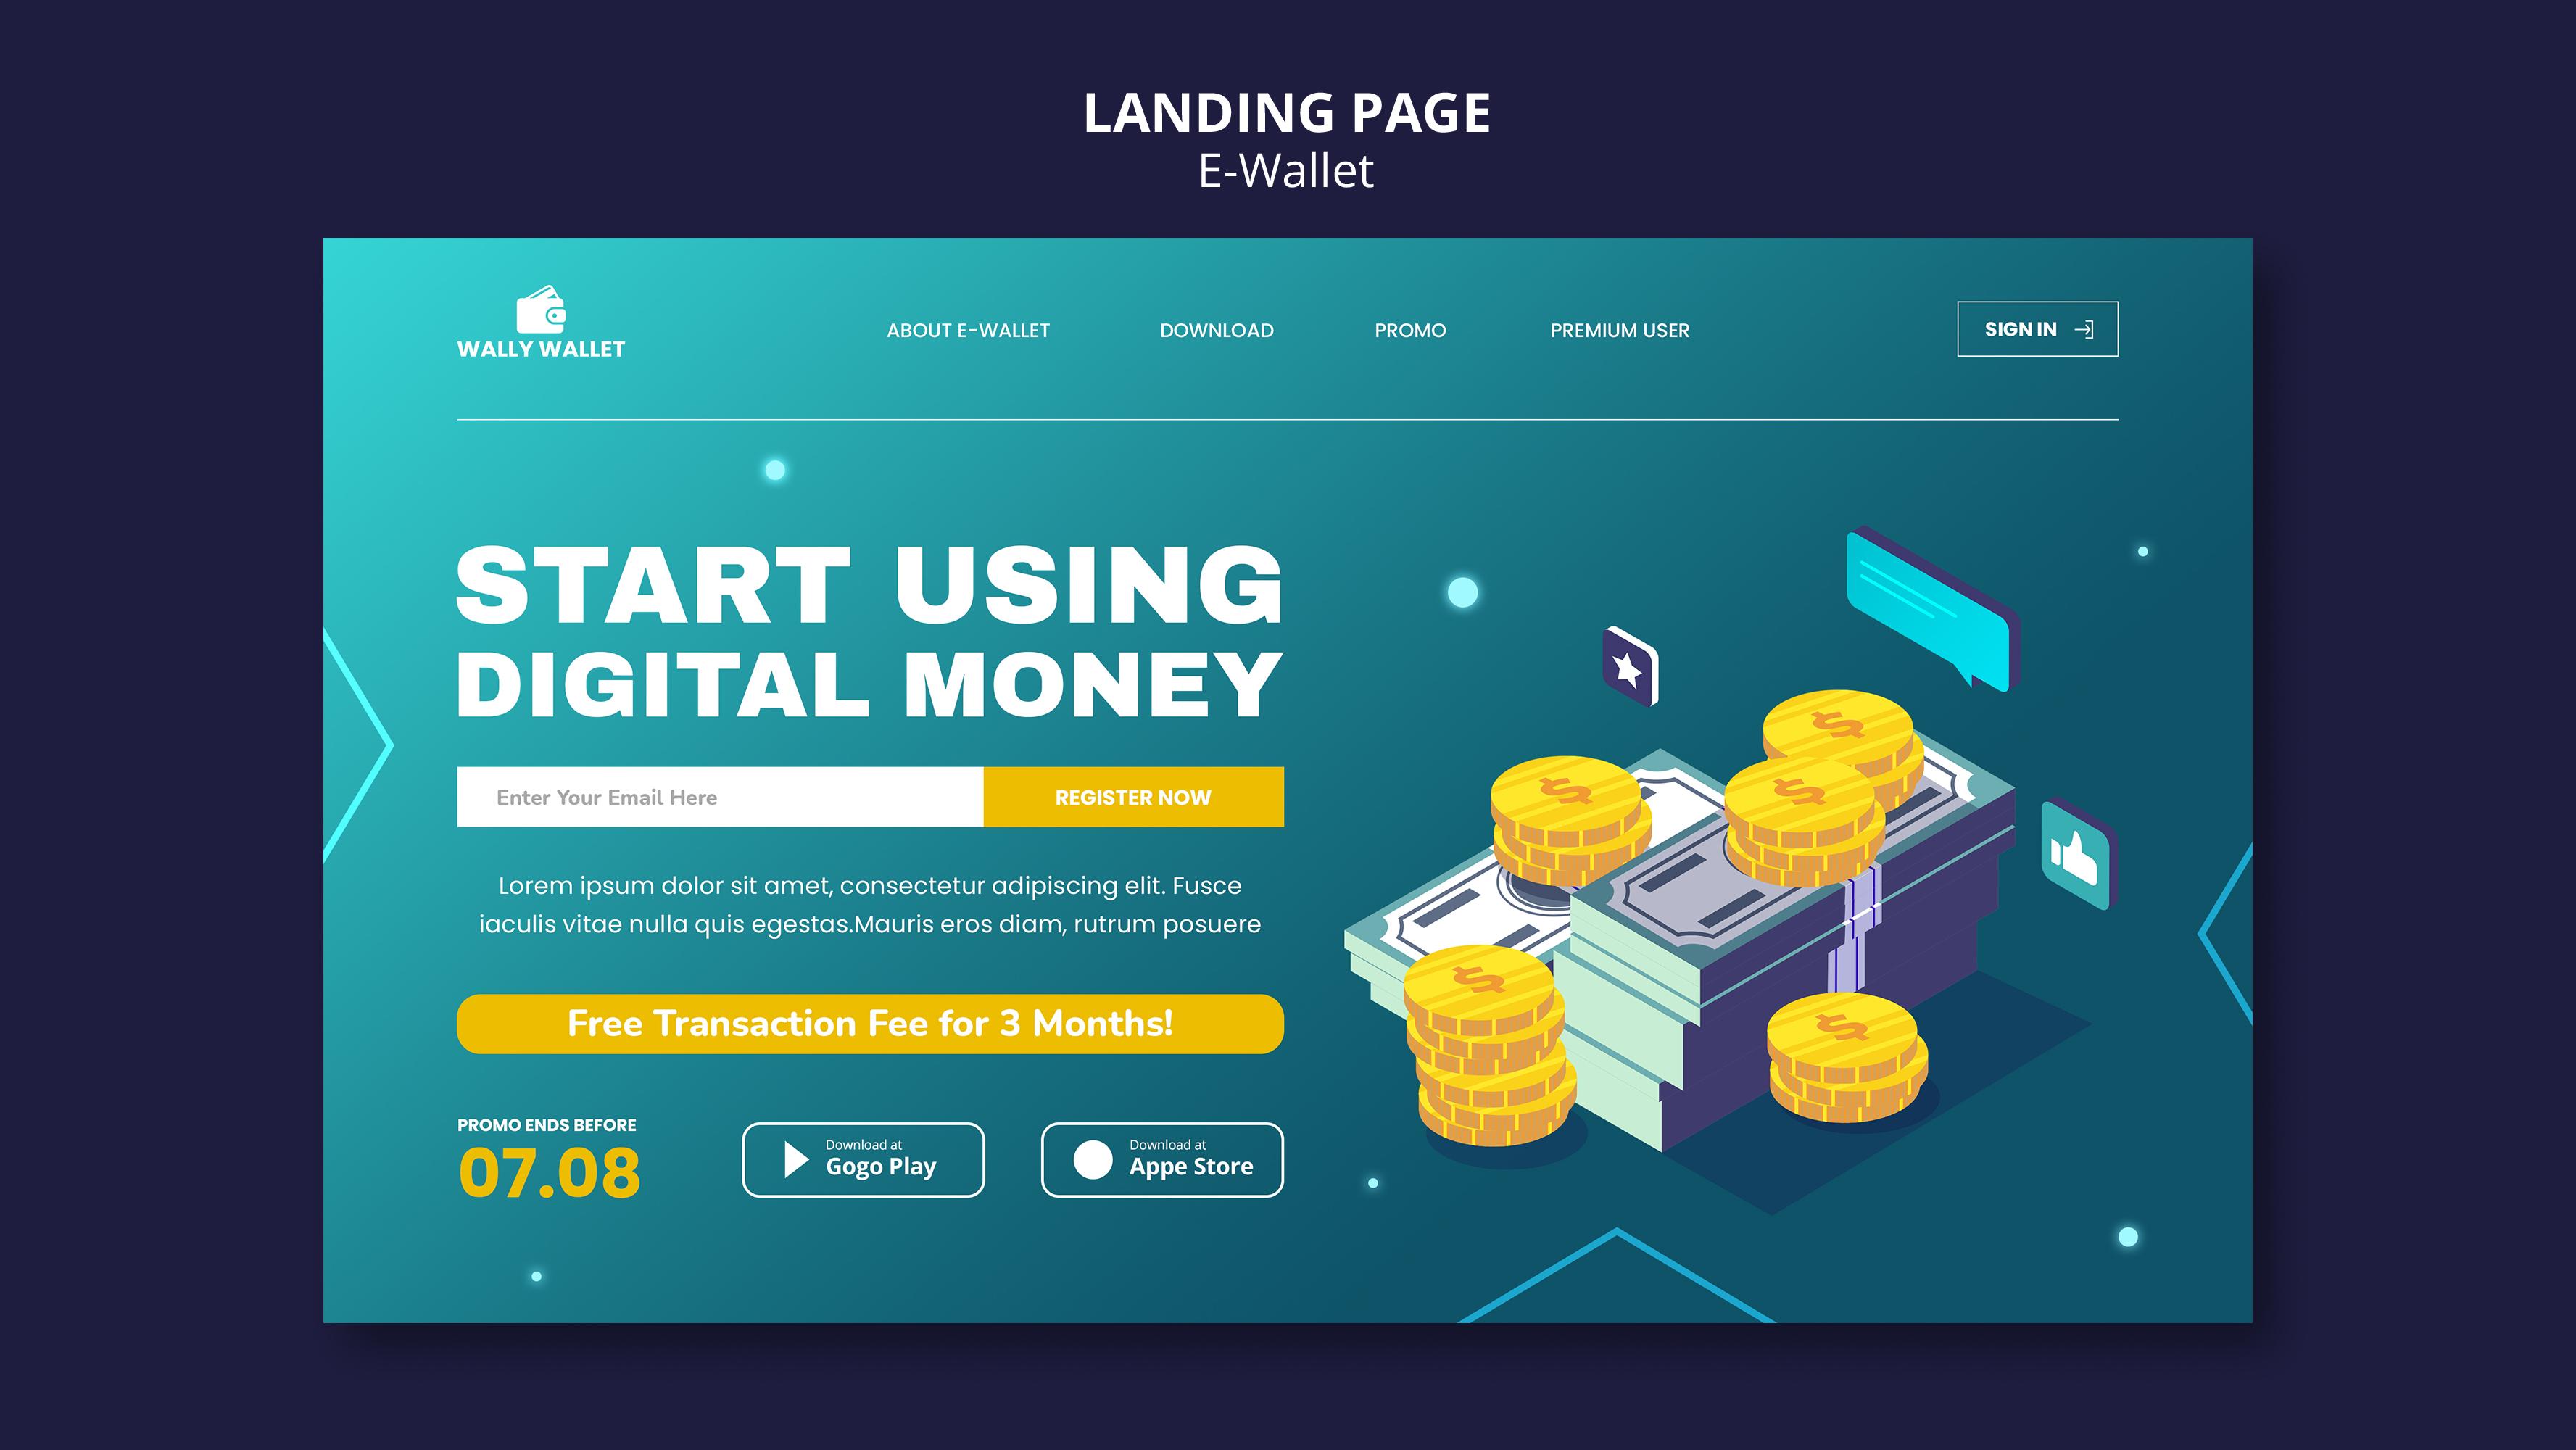 LANDING PAGE
E-Wallet
WALLY WALLET
ABOUT E-WALLET
DOWNLOAD
PROMO
PREMIUM USER
SIGN IN
START USING
DIGITAL MONEY
Enter Your Email Here
REGISTER NOW
Lorem ipsum dolor sit amet, consectetur adipiscing elit. Fusce
iaculis vitae nulla quis egestas.Mauris eros diam, rutrum posuere
Free Transaction Fee for 3 Months!
PROMO ENDS BEFORE
07.08
Download at
Gogo Play
Download at
Appe Store
$
$
$
$
$